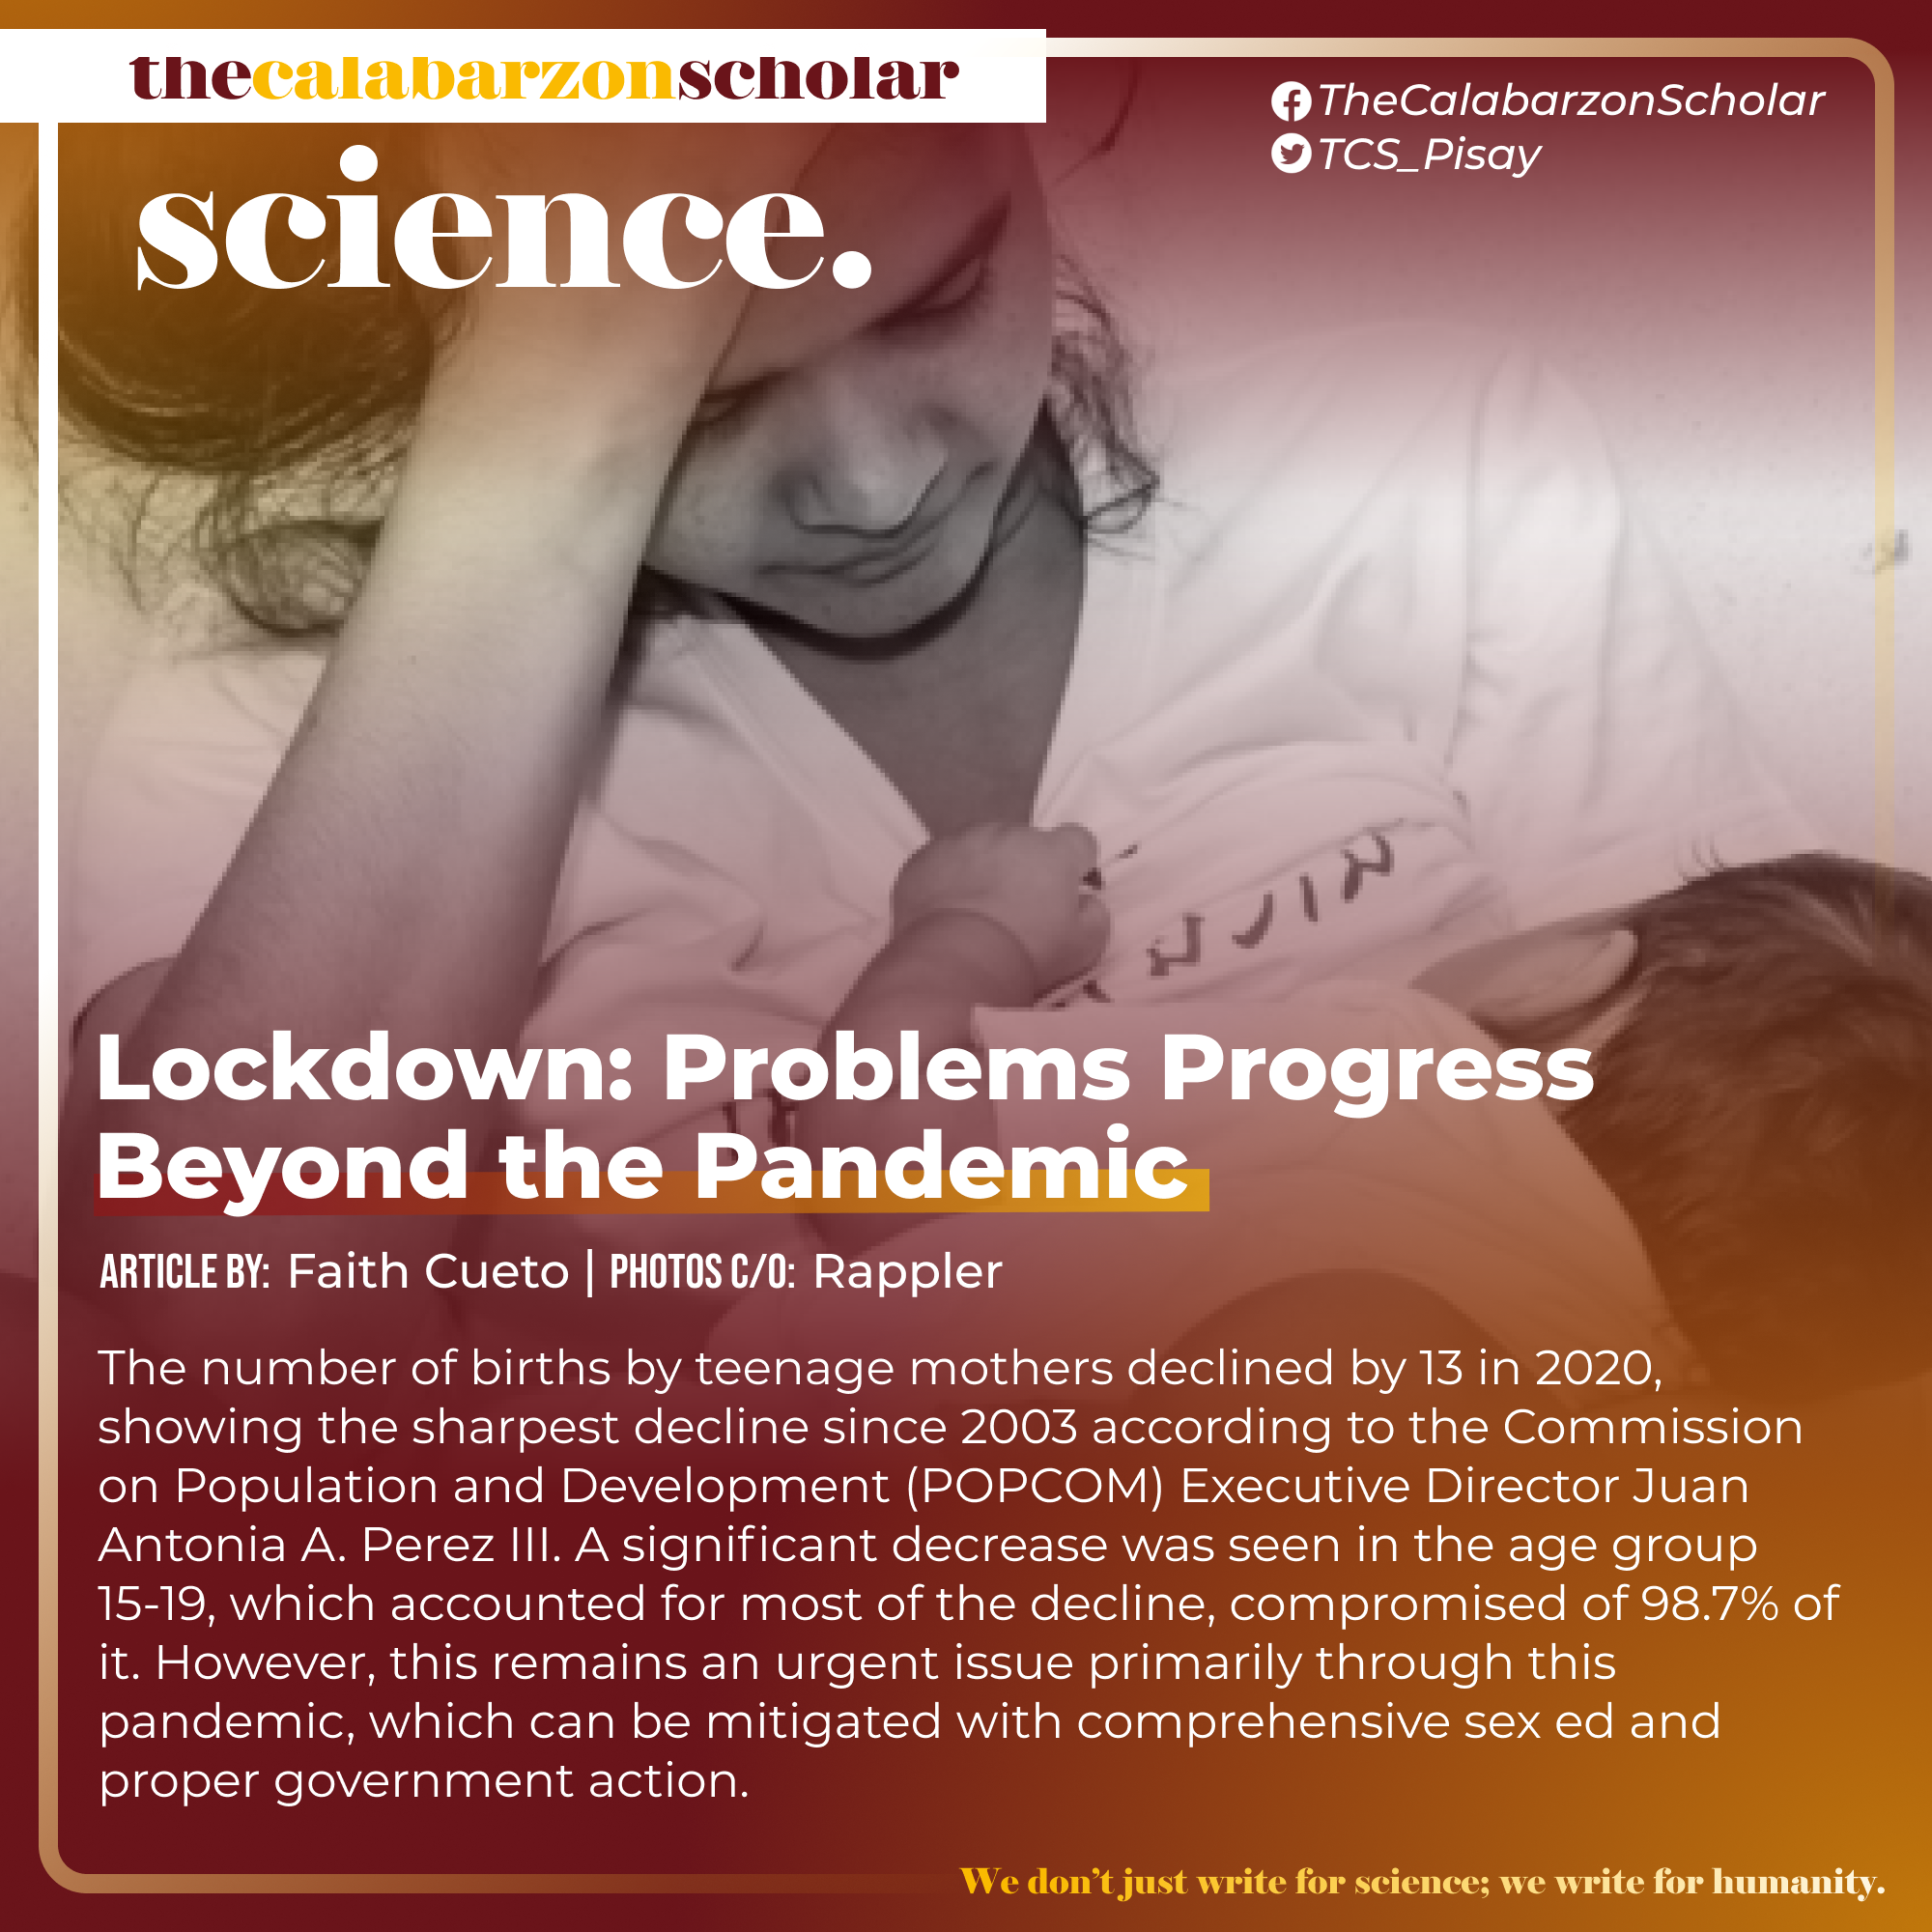 thecalabarzonscholar
TheCalabarzonScholar
TCS_Pisay
science.
Lockdown: Problems Progress
Beyond the Pandemic
ARTICLE BY: Faith Cueto | PHOTOS C/O: Rappler
The number of births by teenage mothers declined by 13 in 2020,
showing the sharpest decline since 2003 according to the Commission
on Population and Development (POPCOM) Executive Director Juan
Antonia A. Perez III. A significant decrease was seen in the age group
15-19, which accounted for most of the decline, compromised of 98.7% of
it. However, this remains an urgent issue primarily through this
pandemic, which can be mitigated with comprehensive sex ed and
proper government action.
We don't just write for science; we write for humanity.